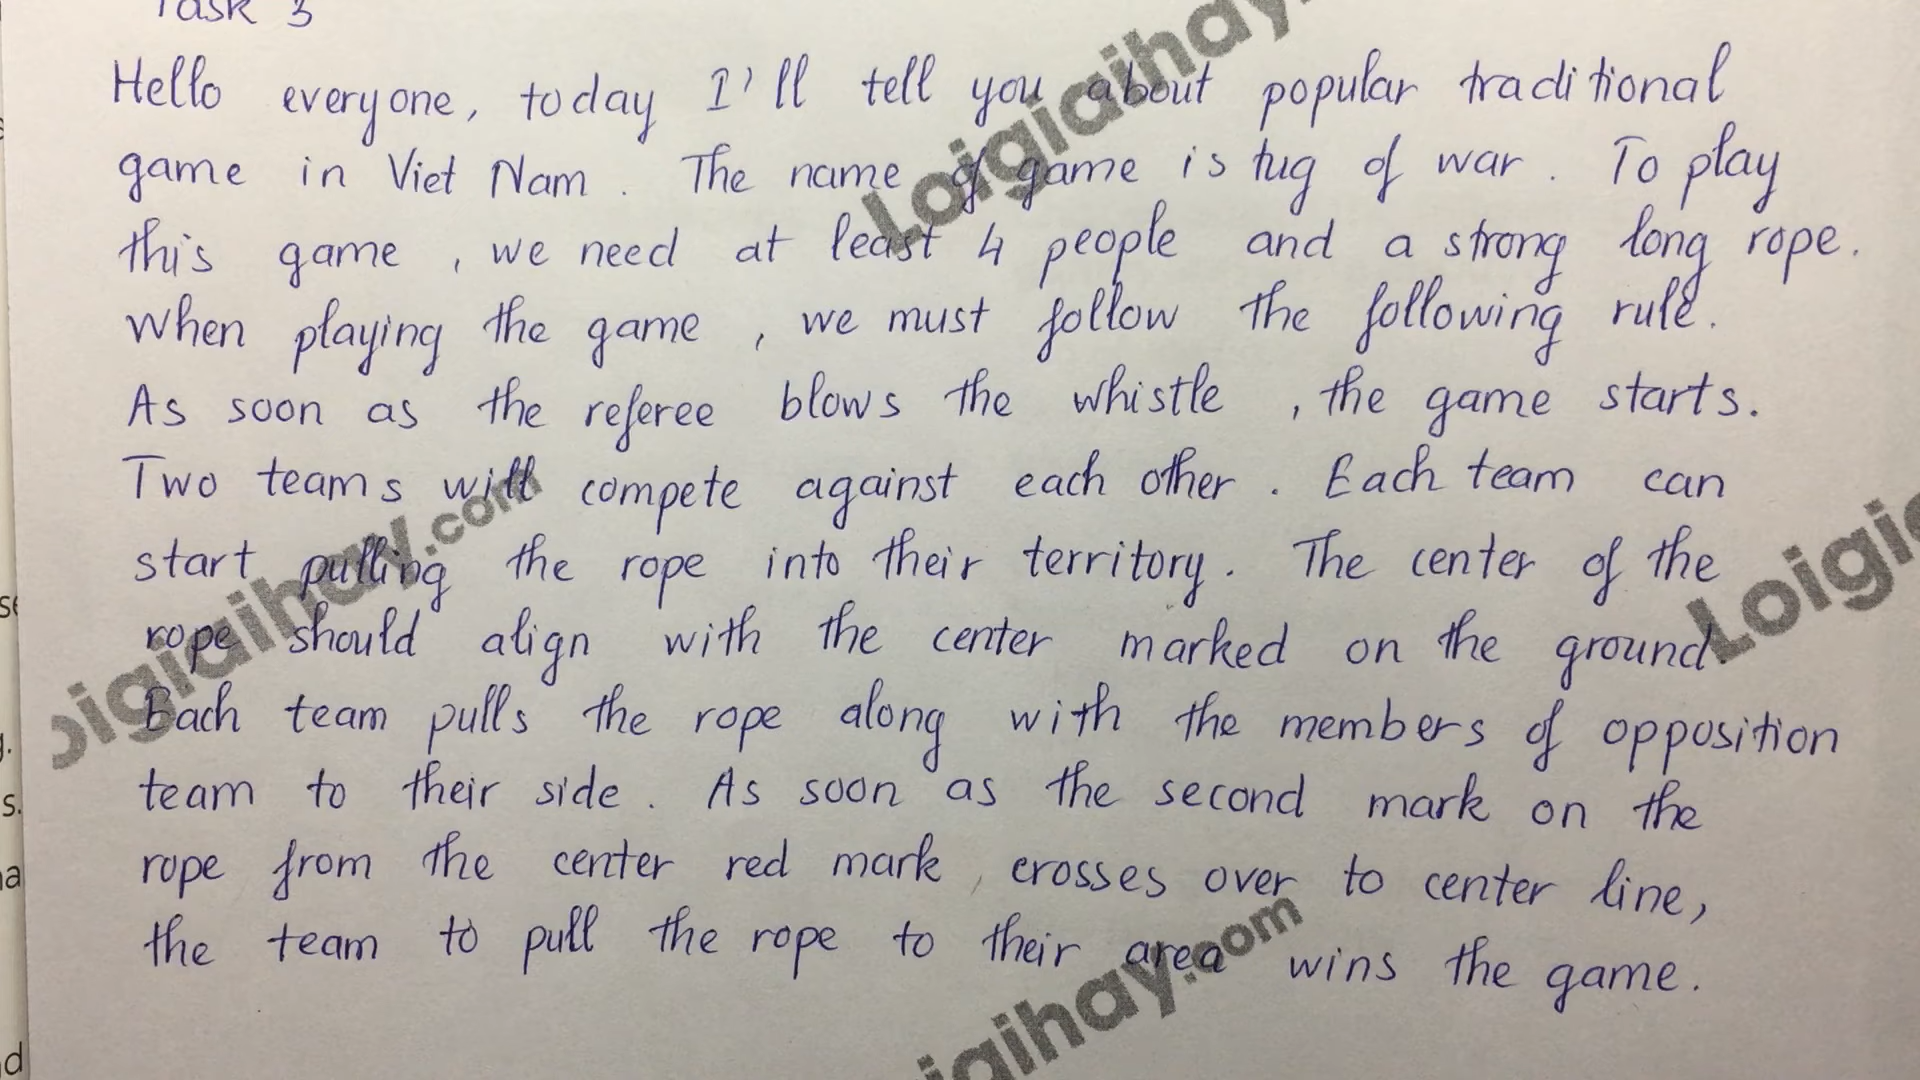 Task 3
Hello everyone, today I'll tell you about popular traditional
game in Viet Nam. The name of game is tug of war. To play
this game, we need at least 4 people and a strong long rope.
When playing the game, we must follow the following rule.
As soon as the referee blows the whistle, the game starts.
Two teams will compete against each other. Each team can
start pulling the rope into their territory. The center of the
rope should align with the center marked on the ground.
Each team pulls the rope along with the members of opposition
team to their side. As soon as the second mark on the
rope from the center red mark, crosses over to center line,
the team to pull the rope to their area wins the game.
Loigiaihay.
oigiaihay.com
Loigia
igiaihay.com